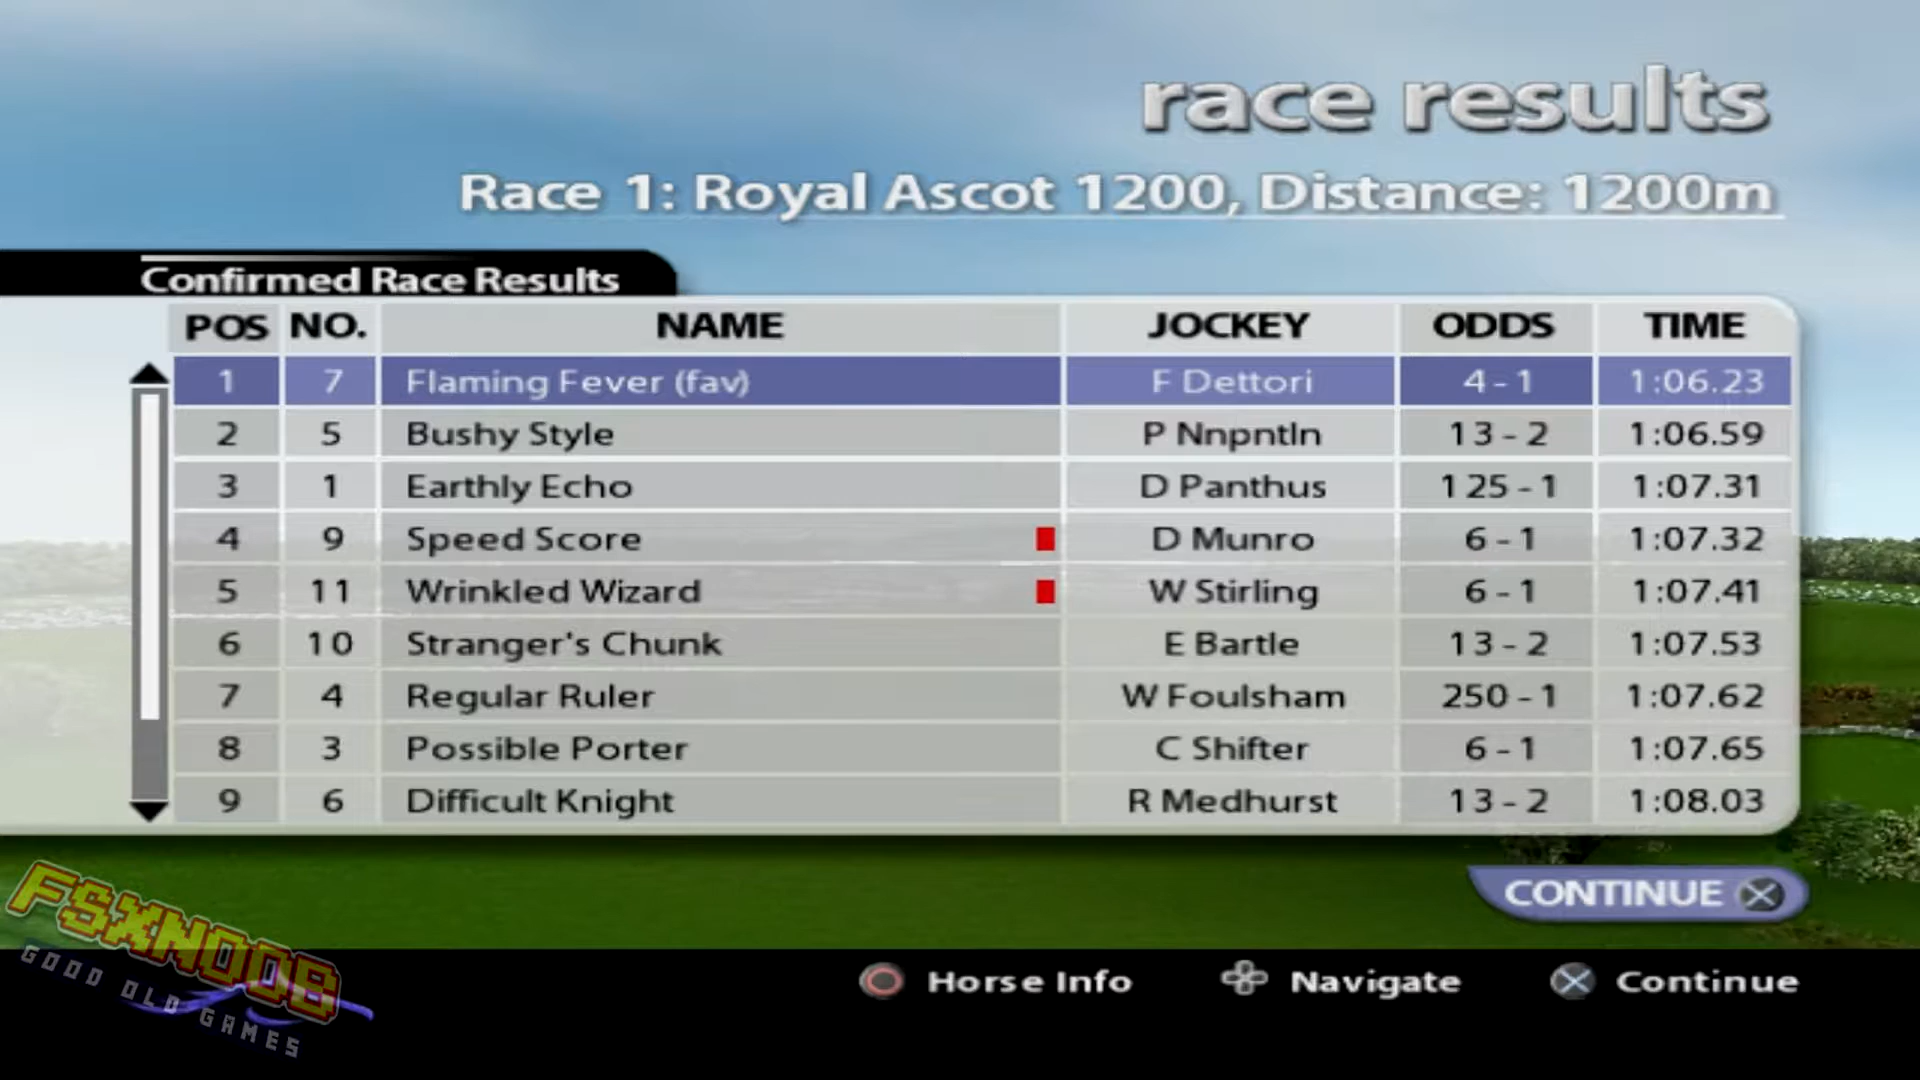 race results
Race 1: Royal Ascot 1200, Distance: 1200m
Confirmed Race Results
POS NO. NAME JOCKEY ODDS TIME
1 7 Flaming Fever (fav) F Dettori 4 - 1 1:06.23
2 5 Bushy Style P Nnpntln 13 - 2 1:06.59
3 1 Earthly Echo D Panthus 125 - 1 1:07.31
4 9 Speed Score D Munro 6 - 1 1:07.32
5 11 Wrinkled Wizard W Stirling 6 - 1 1:07.41
6 10 Stranger's Chunk E Bartle 13 - 2 1:07.53
7 4 Regular Ruler W Foulsham 250 - 1 1:07.62
8 3 Possible Porter C Shifter 6 - 1 1:07.65
9 6 Difficult Knight R Medhurst 13 - 2 1:08.03
CONTINUE
FSXNOOB
GOOD OLD GAMES
Horse Info Navigate Continue